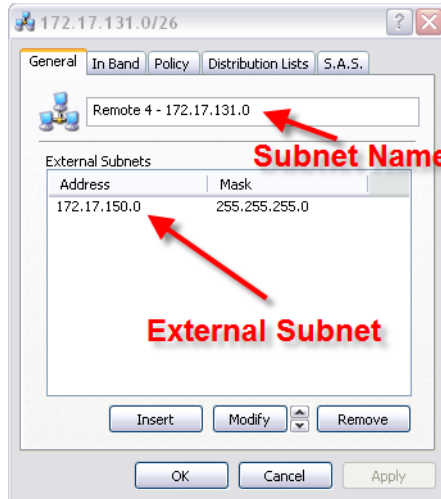 172.17.131.0/26
General In Band Policy Distribution Lists S.A.S.
Remote 4 - 172.17.131.0
Subnet Name
External Subnets
Address Mask
172.17.150.0 255.255.255.0
External Subnet
Insert Modify Remove
OK Cancel Apply